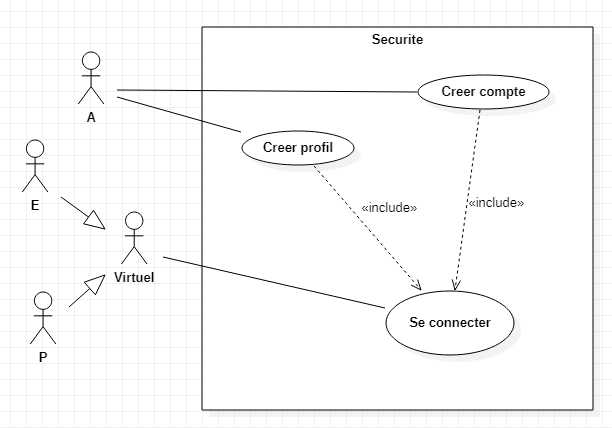 Securite
A
Creer compte
Creer profil
E
«include»
«include»
Virtuel
Se connecter
P